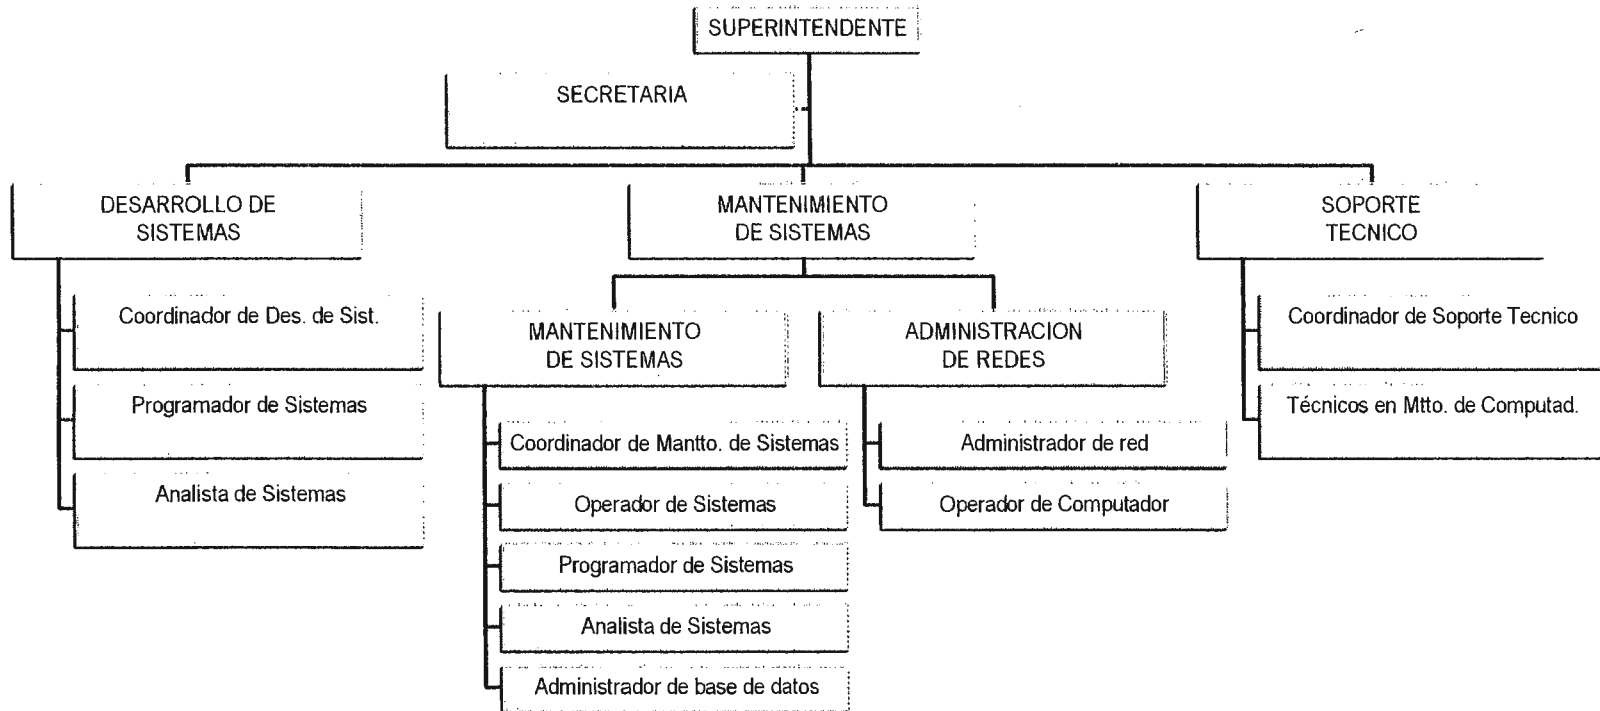 SUPERINTENDENTE
SECRETARIA
DESARROLLO DE
SISTEMAS
MANTENIMIENTO
DE SISTEMAS
SOPORTE
TECNICO
Coordinador de Des. de Sist.
Programador de Sistemas
Analista de Sistemas
MANTENIMIENTO
DE SISTEMAS
Coordinador de Mantto. de Sistemas
Operador de Sistemas
Programador de Sistemas
Analista de Sistemas
Administrador de base de datos
ADMINISTRACION
DE REDES
Administrador de red
Operador de Computador
Coordinador de Soporte Tecnico
Técnicos en Mtto. de Computad.